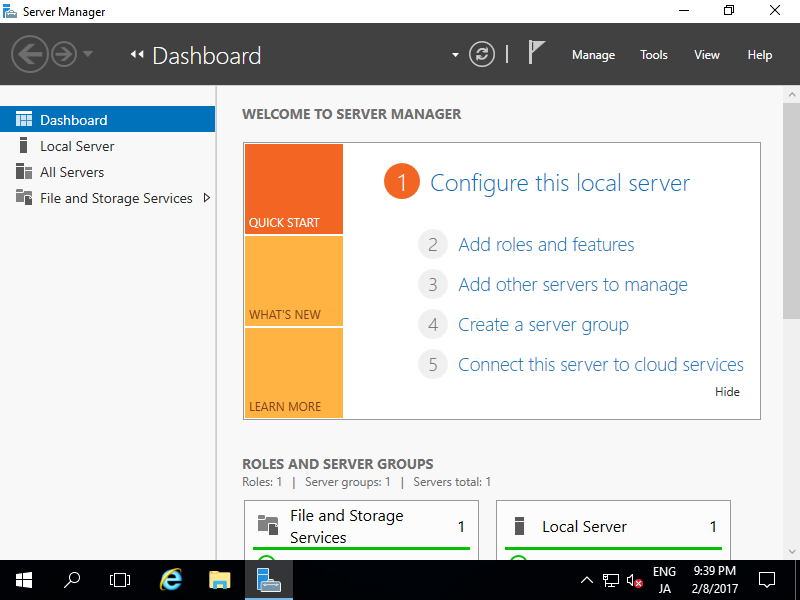 Server Manager
Dashboard
Manage Tools View Help
Dashboard
Local Server
All Servers
File and Storage Services
WELCOME TO SERVER MANAGER
QUICK START
WHAT'S NEW
LEARN MORE
1 Configure this local server
2 Add roles and features
3 Add other servers to manage
4 Create a server group
5 Connect this server to cloud services
Hide
ROLES AND SERVER GROUPS
Roles: 1 | Server groups: 1 | Servers total: 1
File and Storage
Services
1
Local Server 1
ENG
JA
9:39 PM
2/8/2017